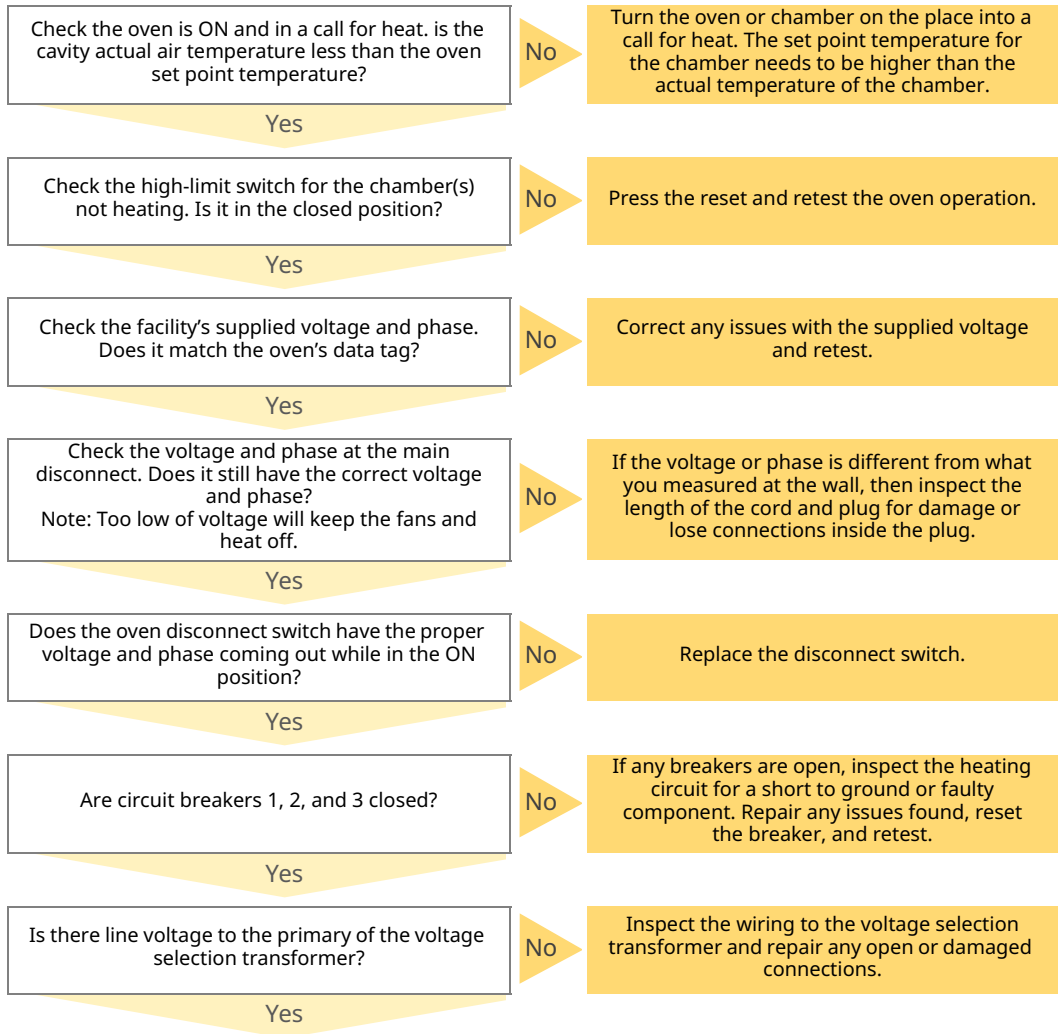 Check the oven is ON and in a call for heat. is the
cavity actual air temperature less than the oven
set point temperature?
No
Turn the oven or chamber on the place into a
call for heat. The set point temperature for
the chamber needs to be higher than the
actual temperature of the chamber.
Yes
Check the high-limit switch for the chamber(s)
not heating. Is it in the closed position?
No
Press the reset and retest the oven operation.
Yes
Check the facility’s supplied voltage and phase.
Does it match the oven’s data tag?
No
Correct any issues with the supplied voltage
and retest.
Yes
Check the voltage and phase at the main
disconnect. Does it still have the correct voltage
and phase?
Note: Too low of voltage will keep the fans and
heat off.
No
If the voltage or phase is different from what
you measured at the wall, then inspect the
length of the cord and plug for damage or
lose connections inside the plug.
Yes
Does the oven disconnect switch have the proper
voltage and phase coming out while in the ON
position?
No
Replace the disconnect switch.
Yes
Are circuit breakers 1, 2, and 3 closed?
No
If any breakers are open, inspect the heating
circuit for a short to ground or faulty
component. Repair any issues found, reset
the breaker, and retest.
Yes
Is there line voltage to the primary of the voltage
selection transformer?
No
Inspect the wiring to the voltage selection
transformer and repair any open or damaged
connections.
Yes